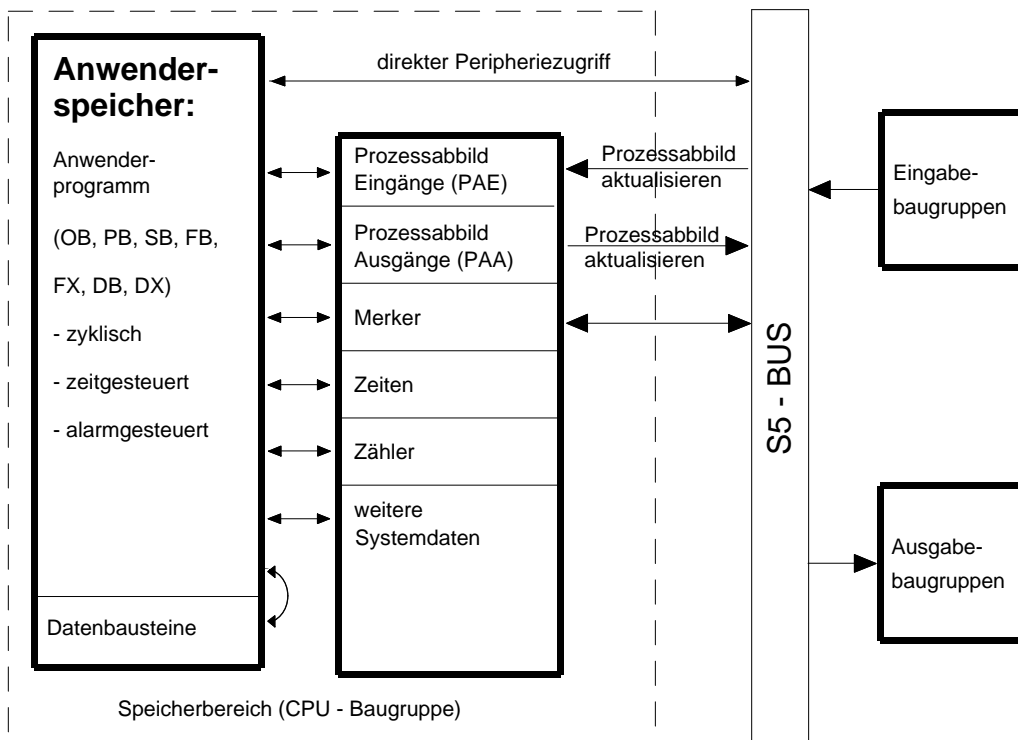 direkter Peripheriezugriff
Anwender-
speicher:
Anwender-
programm
(OB, PB, SB, FB,
FX, DB, DX)
- zyklisch
- zeitgesteuert
- alarmgesteuert
Datenbausteine
Prozessabbild
Eingänge (PAE)
Prozessabbild
Ausgänge (PAA)
Merker
Zeiten
Zähler
weitere
Systemdaten
Prozessabbild
aktualisieren
Prozessabbild
aktualisieren
S5 - BUS
Eingabe-
baugruppen
Ausgabe-
baugruppen
Speicherbereich (CPU - Baugruppe)